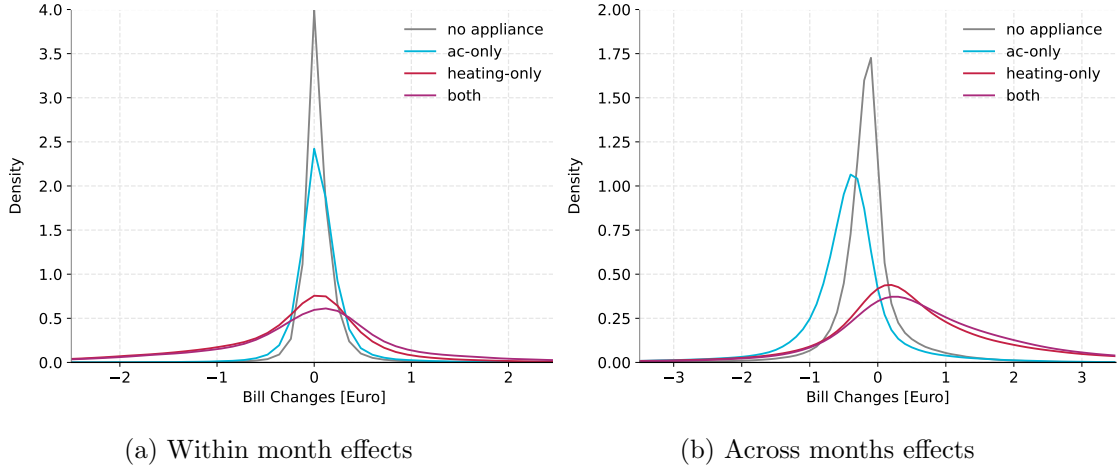 4.0
3.5
3.0
2.5
2.0
1.5
1.0
0.5
0.0
Density
−2
−1
0
1
2
Bill Changes [Euro]
no appliance
ac-only
heating-only
both
(a) Within month effects
2.00
1.75
1.50
1.25
1.00
0.75
0.50
0.25
0.00
Density
−3
−2
−1
0
1
2
3
Bill Changes [Euro]
no appliance
ac-only
heating-only
both
(b) Across months effects